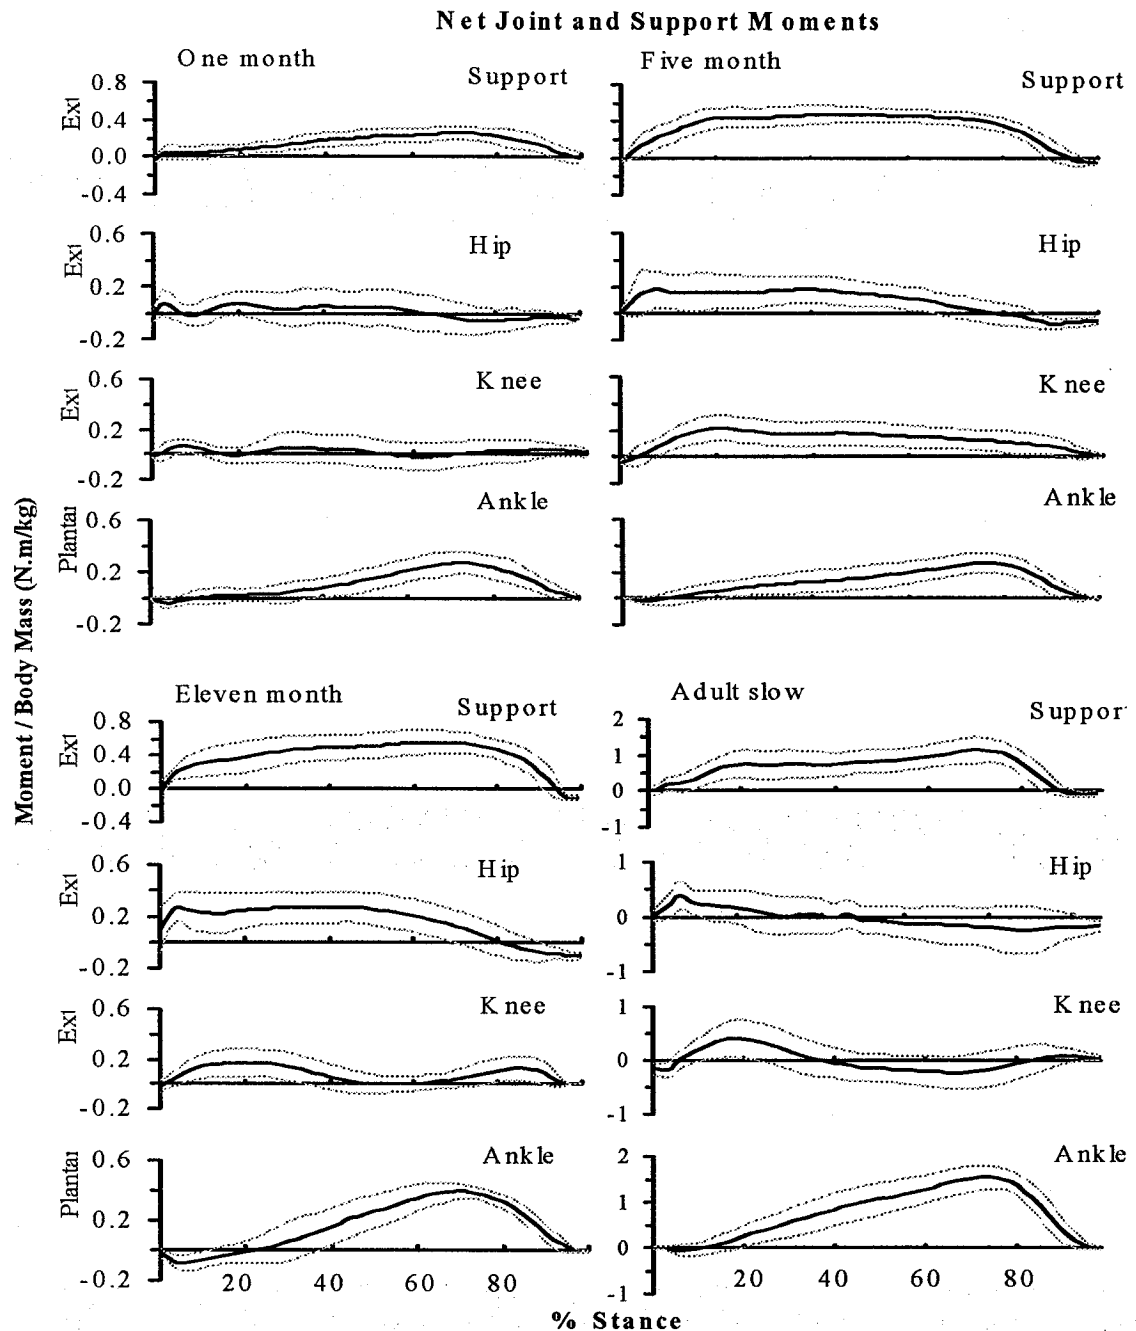 Net Joint and Support Moments
One month
Five month
Support
Support
0.8
0.4
0.0
-0.4
Ext
Hip
Hip
0.6
0.2
-0.2
Ext
Knee
Knee
0.6
0.2
-0.2
Ext
Ankle
Ankle
0.6
0.2
-0.2
Plantar
Moment / Body Mass (N.m/kg)
Eleven month
Adult slow
Support
Support
0.8
0.4
0.0
-0.4
Ext
2
1
0
-1
Hip
Hip
0.6
0.2
-0.2
Ext
1
0
-1
Knee
Knee
0.6
0.2
-0.2
Ext
1
0
-1
Ankle
Ankle
0.6
0.2
-0.2
Plantar
2
1
0
-1
20 40 60 80
20 40 60 80
% Stance